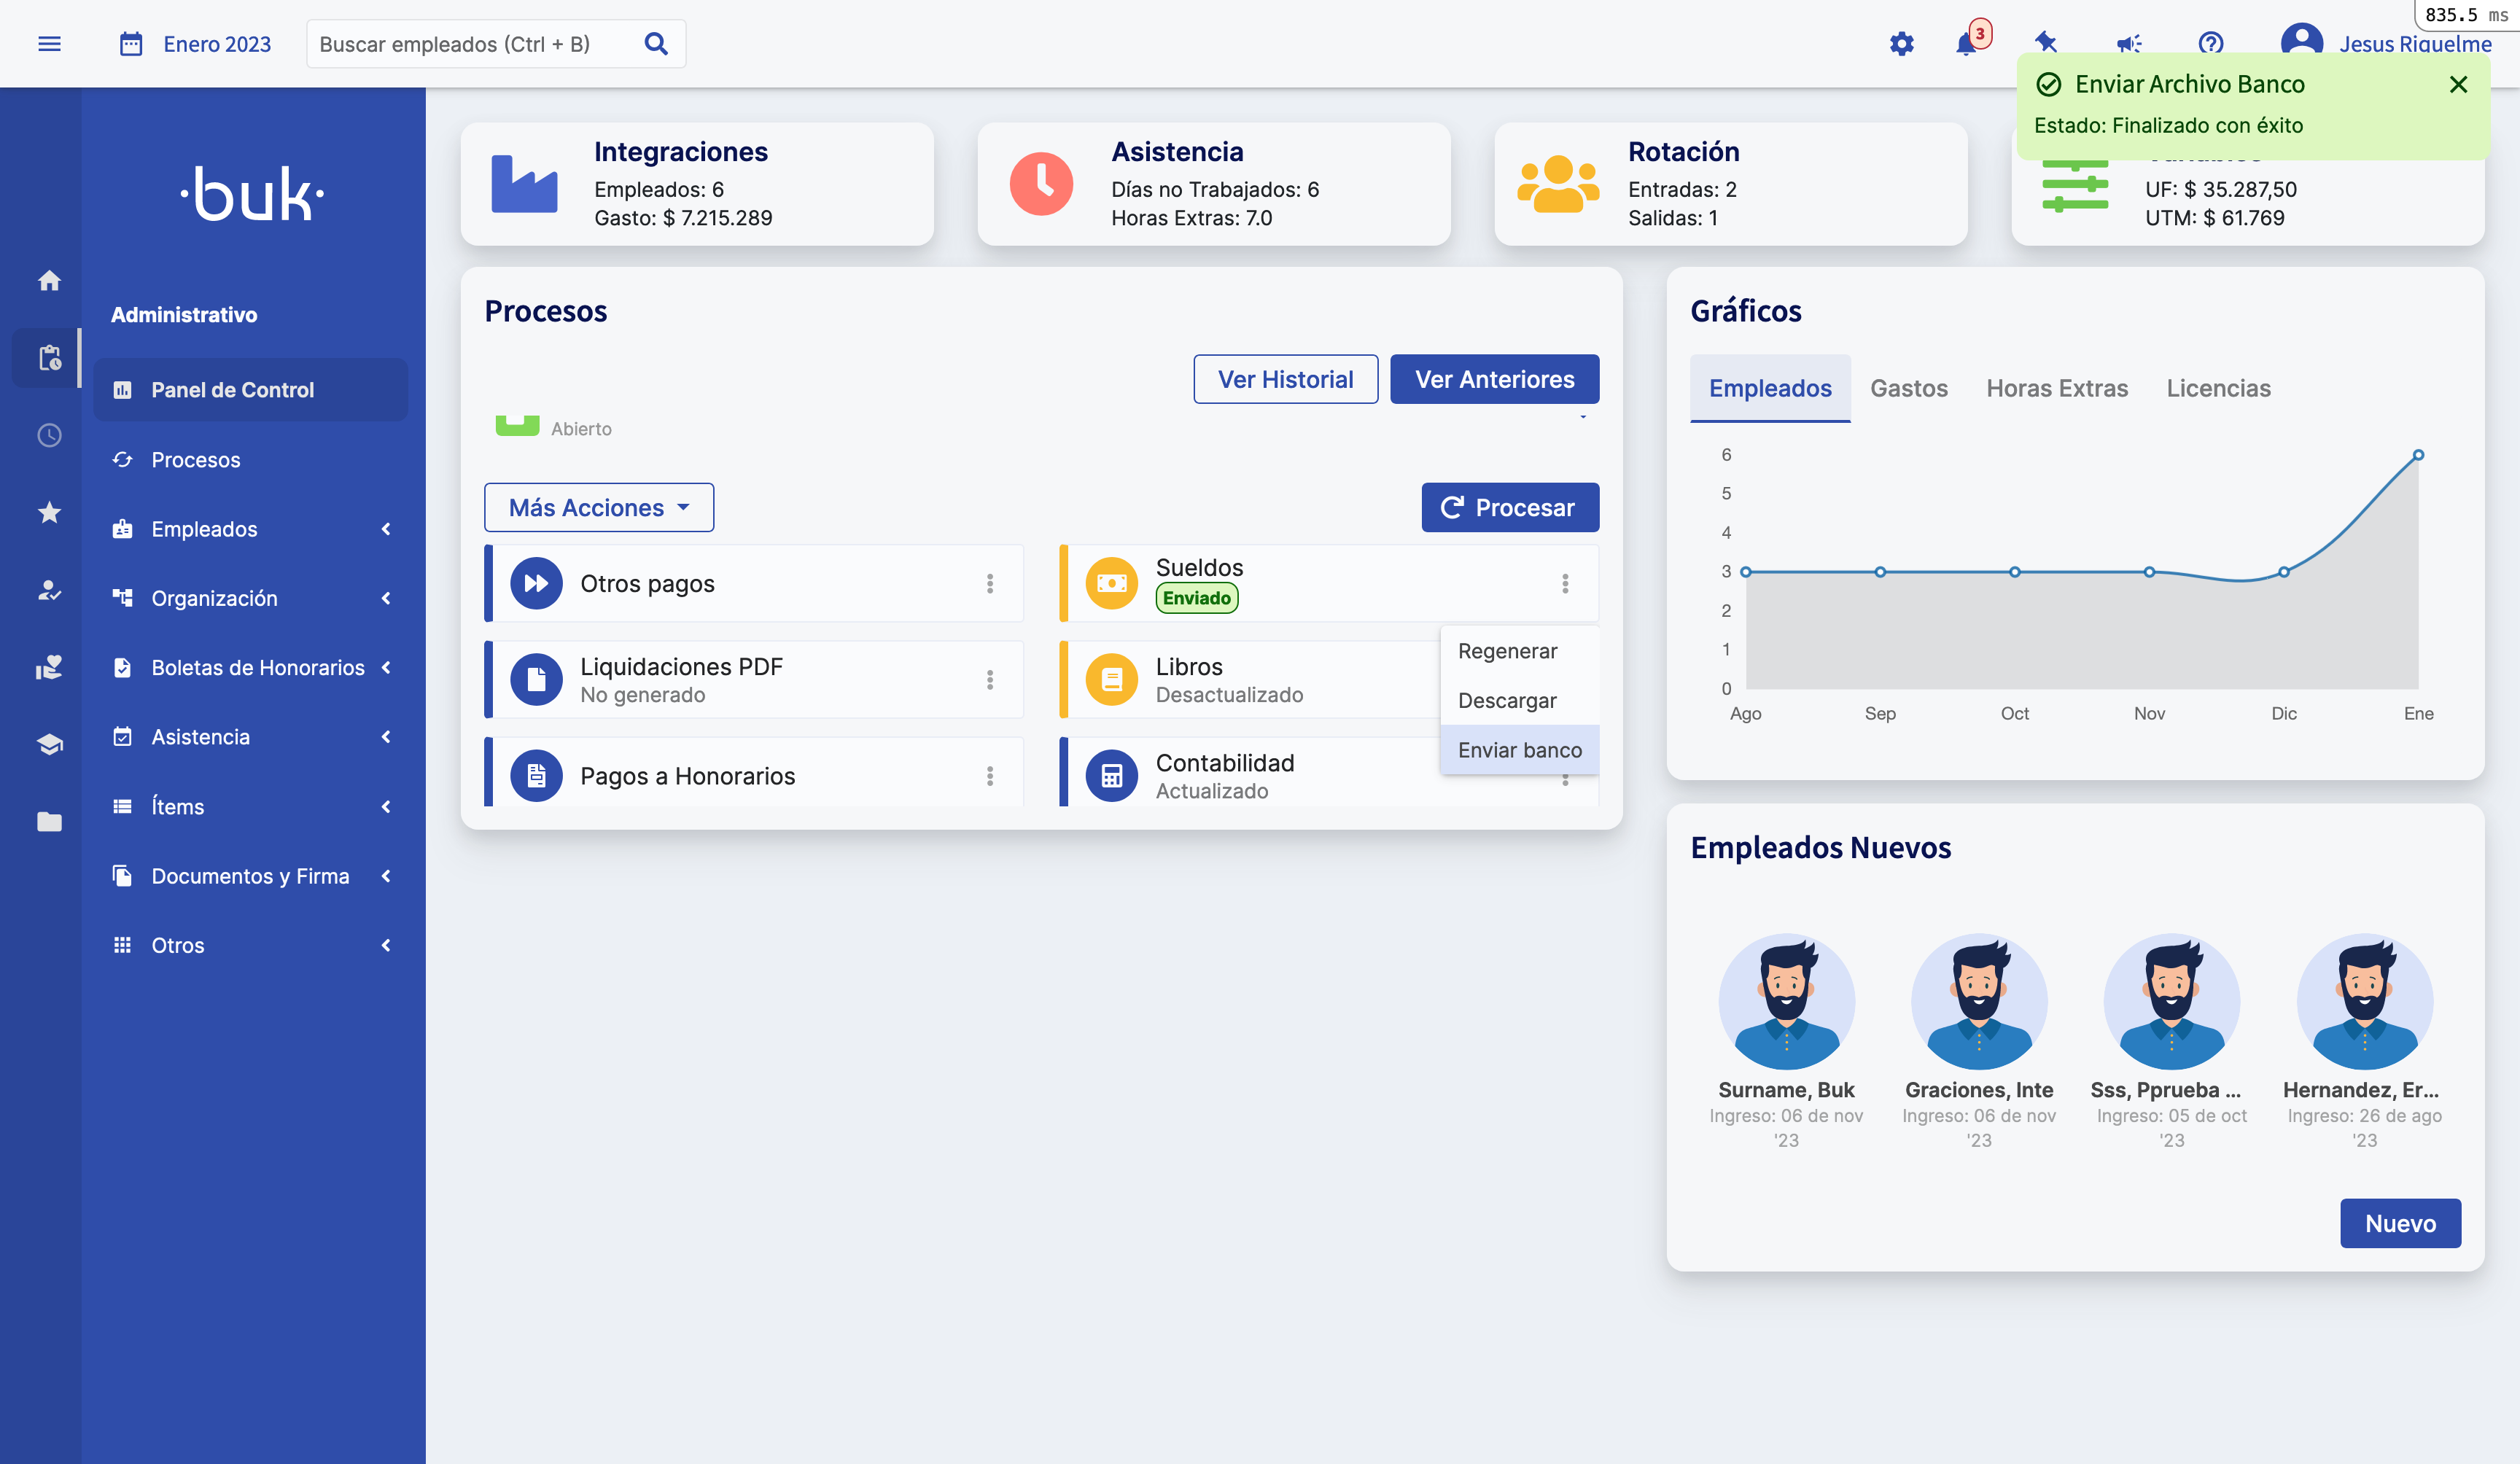 835.5 ms
Enero 2023
Buscar empleados (Ctrl + B)
3
Jesus Riquelme
Enviar Archivo Banco
Estado: Finalizado con éxito
·buk·
Administrativo
Panel de Control
Procesos
Empleados
Organización
Boletas de Honorarios
Asistencia
Ítems
Documentos y Firma
Otros
Integraciones
Empleados: 6
Gasto: $ 7.215.289
Asistencia
Días no Trabajados: 6
Horas Extras: 7.0
Rotación
Entradas: 2
Salidas: 1
UF: $ 35.287,50
UTM: $ 61.769
Procesos
Ver Historial
Ver Anteriores
Abierto
Más Acciones
Procesar
Otros pagos
Sueldos
Enviado
Liquidaciones PDF
No generado
Libros
Desactualizado
Pagos a Honorarios
Contabilidad
Actualizado
Regenerar
Descargar
Enviar banco
Gráficos
Empleados
Gastos
Horas Extras
Licencias
6
5
4
3
2
1
0
Ago
Sep
Oct
Nov
Dic
Ene
Empleados Nuevos
Surname, Buk
Ingreso: 06 de nov
'23
Graciones, Inte
Ingreso: 06 de nov
'23
Sss, Pprueba ...
Ingreso: 05 de oct
'23
Hernandez, Er...
Ingreso: 26 de ago
'23
Nuevo